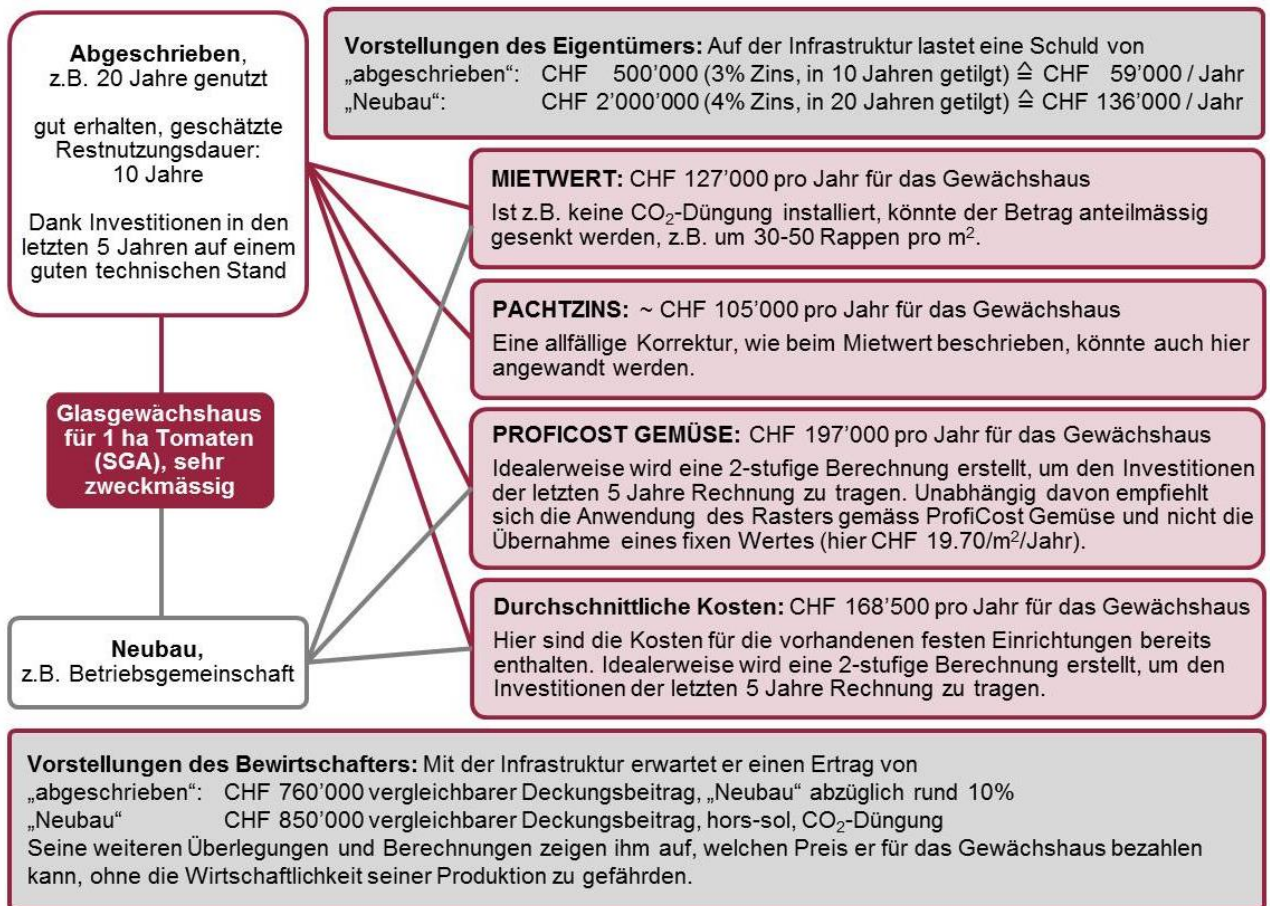 Abgeschrieben,
z.B. 20 Jahre genutzt
gut erhalten, geschätzte
Restnutzungsdauer:
10 Jahre
Dank Investitionen in den
letzten 5 Jahren auf einem
guten technischen Stand
Vorstellungen des Eigentümers: Auf der Infrastruktur lastet eine Schuld von
„abgeschrieben“: CHF 500’000 (3% Zins, in 10 Jahren getilgt) ≙ CHF 59’000 / Jahr
„Neubau“: CHF 2’000’000 (4% Zins, in 20 Jahren getilgt) ≙ CHF 136’000 / Jahr
MIETWERT: CHF 127’000 pro Jahr für das Gewächshaus
Ist z.B. keine CO₂-Düngung installiert, könnte der Betrag anteilmässig
gesenkt werden, z.B. um 30-50 Rappen pro m².
PACHTZINS: ~ CHF 105’000 pro Jahr für das Gewächshaus
Eine allfällige Korrektur, wie beim Mietwert beschrieben, könnte auch hier
angewandt werden.
Glasgewächshaus
für 1 ha Tomaten
(SGA), sehr
zweckmässig
PROFICOST GEMÜSE: CHF 197’000 pro Jahr für das Gewächshaus
Idealerweise wird eine 2-stufige Berechnung erstellt, um den Investitionen
der letzten 5 Jahre Rechnung zu tragen. Unabhängig davon empfiehlt
sich die Anwendung des Rasters gemäss ProfiCost Gemüse und nicht die
Übernahme eines fixen Wertes (hier CHF 19.70/m²/Jahr).
Neubau,
z.B. Betriebsgemeinschaft
Durchschnittliche Kosten: CHF 168’500 pro Jahr für das Gewächshaus
Hier sind die Kosten für die vorhandenen festen Einrichtungen bereits
enthalten. Idealerweise wird eine 2-stufige Berechnung erstellt, um den
Investitionen der letzten 5 Jahre Rechnung zu tragen.
Vorstellungen des Bewirtschafters: Mit der Infrastruktur erwartet er einen Ertrag von
„abgeschrieben“: CHF 760’000 vergleichbarer Deckungsbeitrag, „Neubau“ abzüglich rund 10%
„Neubau“ CHF 850’000 vergleichbarer Deckungsbeitrag, hors-sol, CO₂-Düngung
Seine weiteren Überlegungen und Berechnungen zeigen ihm auf, welchen Preis er für das Gewächshaus bezahlen
kann, ohne die Wirtschaftlichkeit seiner Produktion zu gefährden.